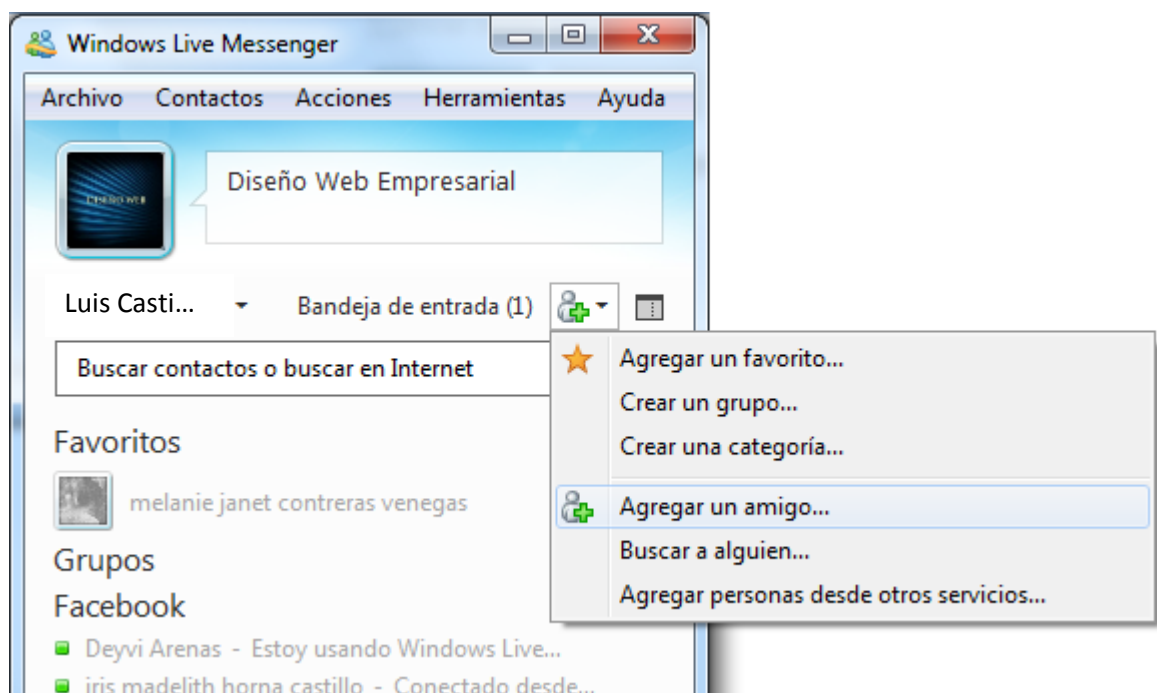 Windows Live Messenger
Archivo Contactos Acciones Herramientas Ayuda
DISEÑO WEB
Diseño Web Empresarial
Luis Casti...
Bandeja de entrada (1)
Buscar contactos o buscar en Internet
Agregar un favorito...
Crear un grupo...
Crear una categoría...
Agregar un amigo...
Buscar a alguien...
Agregar personas desde otros servicios...
Favoritos
melanie janet contreras venegas
Grupos
Facebook
Deyvi Arenas - Estoy usando Windows Live...
iris madelith horna castillo - Conectado desde...